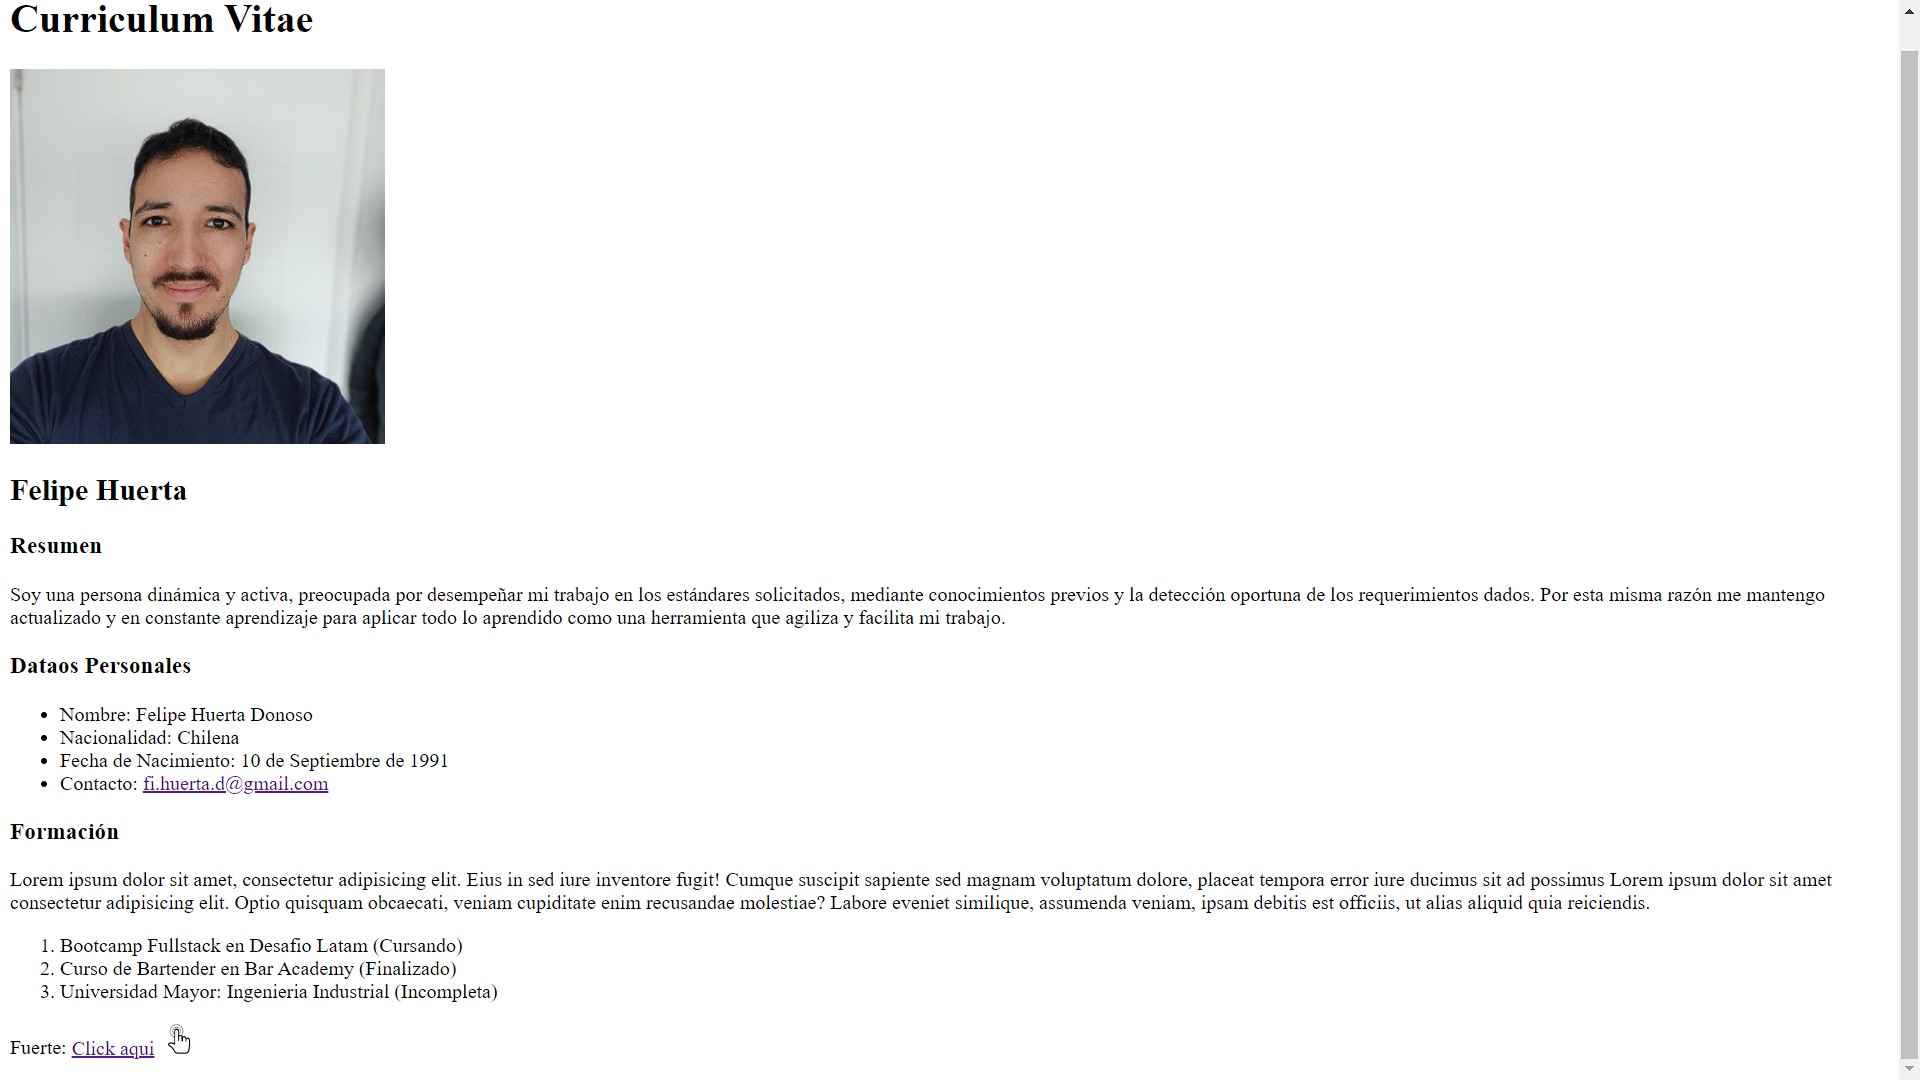 Curriculum Vitae
Felipe Huerta
Resumen
Soy una persona dinámica y activa, preocupada por desempeñar mi trabajo en los estándares solicitados, mediante conocimientos previos y la detección oportuna de los requerimientos dados. Por esta misma razón me mantengo
actualizado y en constante aprendizaje para aplicar todo lo aprendido como una herramienta que agiliza y facilita mi trabajo.
Dataos Personales
• Nombre: Felipe Huerta Donoso
• Nacionalidad: Chilena
• Fecha de Nacimiento: 10 de Septiembre de 1991
• Contacto: fi.huerta.d@gmail.com
Formación
Lorem ipsum dolor sit amet, consectetur adipisicing elit. Eius in sed iure inventore fugit! Cumque suscipit sapiente sed magnam voluptatum dolore, placeat tempora error iure ducimus sit ad possimus Lorem ipsum dolor sit amet
consectetur adipisicing elit. Optio quisquam obcaecati, veniam cupiditate enim recusandae molestiae? Labore eveniet similique, assumenda veniam, ipsam debitis est officiis, ut alias aliquid quia reiciendis.
1. Bootcamp Fullstack en Desafio Latam (Cursando)
2. Curso de Bartender en Bar Academy (Finalizado)
3. Universidad Mayor: Ingenieria Industrial (Incompleta)
Fuerte: Click aqui